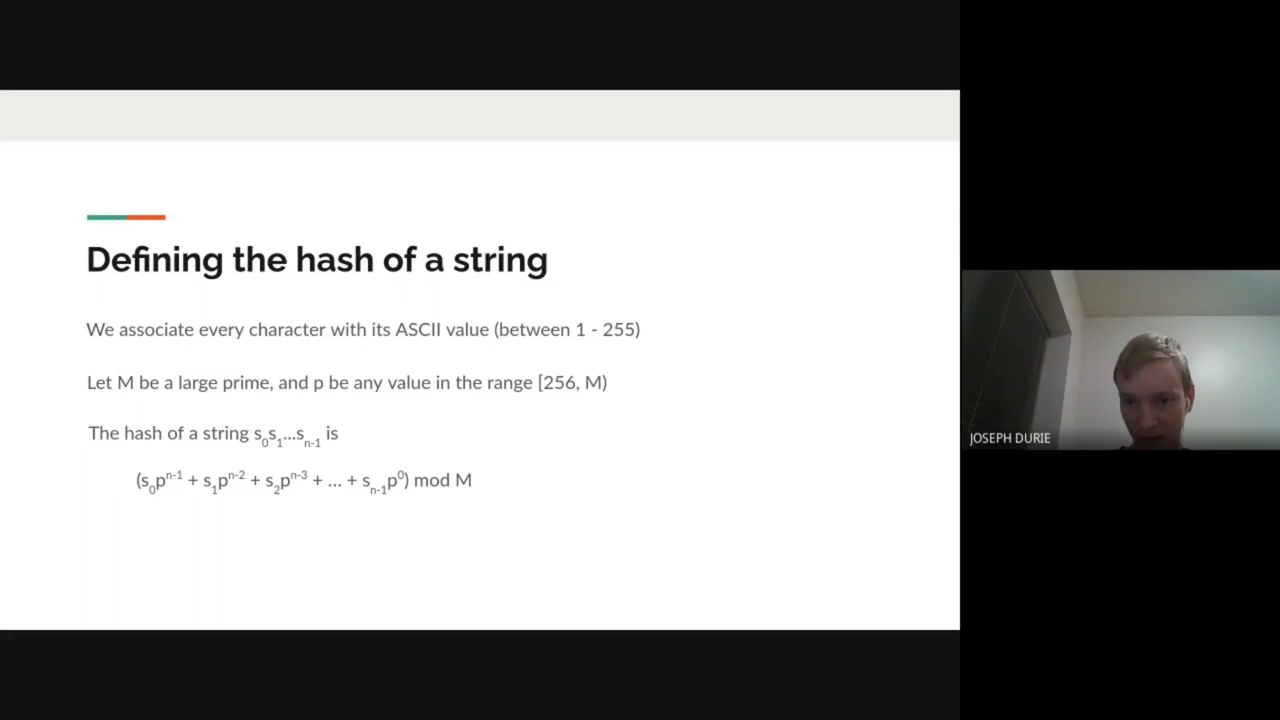 Defining the hash of a string
We associate every character with its ASCII value (between 1 - 255)
Let M be a large prime, and p be any value in the range [256, M)
The hash of a string s₀s₁...sₙ₋₁ is
(s₀pⁿ⁻¹ + s₁pⁿ⁻² + s₂pⁿ⁻³ + ... + sₙ₋₁p⁰) mod M
JOSEPH DURIE